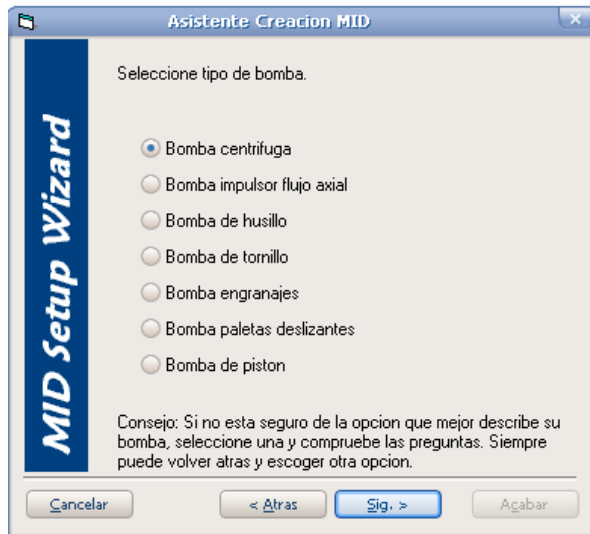 Asistente Creacion MID
MID Setup Wizard
Seleccione tipo de bomba.
Bomba centrifuga
Bomba impulsor flujo axial
Bomba de husillo
Bomba de tornillo
Bomba engranajes
Bomba paletas deslizantes
Bomba de piston
Consejo: Si no esta seguro de la opcion que mejor describe su
bomba, seleccione una y compruebe las preguntas. Siempre
puede volver atras y escoger otra opcion.
Cancelar
< Atras
Sig. >
Acabar